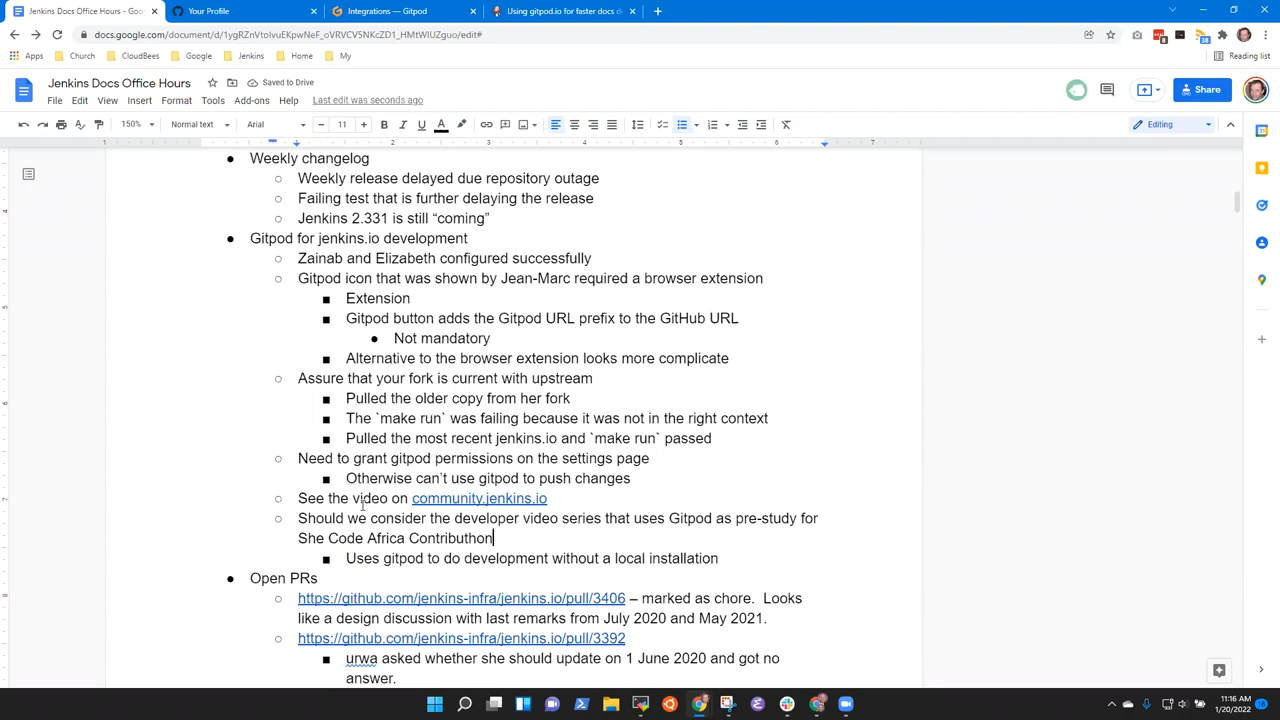 Jenkins Docs Office Hours - Goo
Your Profile
Integrations — Gitpod
Using gitpod.io for faster docs d
docs.google.com/document/d/1ygRZnVtoIvuEKpwNeF_oVRVCV5NKcZD1_HMtWIUZguo/edit#
Apps
Church
CloudBees
Google
Jenkins
Home
My
Reading list
Jenkins Docs Office Hours
Saved to Drive
File Edit View Insert Format Tools Add-ons Help Last edit was seconds ago
Share
150% Normal text Arial 11 Editing
1 2 3 4 5 6 7
Weekly changelog
Weekly release delayed due repository outage
Failing test that is further delaying the release
Jenkins 2.331 is still “coming”
Gitpod for jenkins.io development
Zainab and Elizabeth configured successfully
Gitpod icon that was shown by Jean-Marc required a browser extension
Extension
Gitpod button adds the Gitpod URL prefix to the GitHub URL
Not mandatory
Alternative to the browser extension looks more complicate
Assure that your fork is current with upstream
Pulled the older copy from her fork
The `make run` was failing because it was not in the right context
Pulled the most recent jenkins.io and `make run` passed
Need to grant gitpod permissions on the settings page
Otherwise can’t use gitpod to push changes
See the video on community.jenkins.io
Should we consider the developer video series that uses Gitpod as pre-study for
She Code Africa Contributhon
Uses gitpod to do development without a local installation
Open PRs
https://github.com/jenkins-infra/jenkins.io/pull/3406 – marked as chore. Looks
like a design discussion with last remarks from July 2020 and May 2021.
https://github.com/jenkins-infra/jenkins.io/pull/3392
urwa asked whether she should update on 1 June 2020 and got no
answer.
11:16 AM
1/20/2022